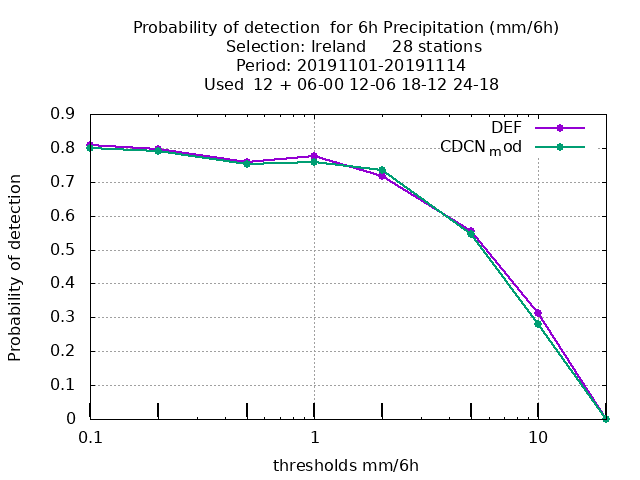 Probability of detection  for 6h Precipitation (mm/6h)
Selection: Ireland     28 stations
Period: 20191101-20191114
Used  12 + 06-00 12-06 18-12 24-18
Probability of detection
0.9
0.8
0.7
0.6
0.5
0.4
0.3
0.2
0.1
0
DEF
CDCNmod
0.1
1
10
thresholds mm/6h